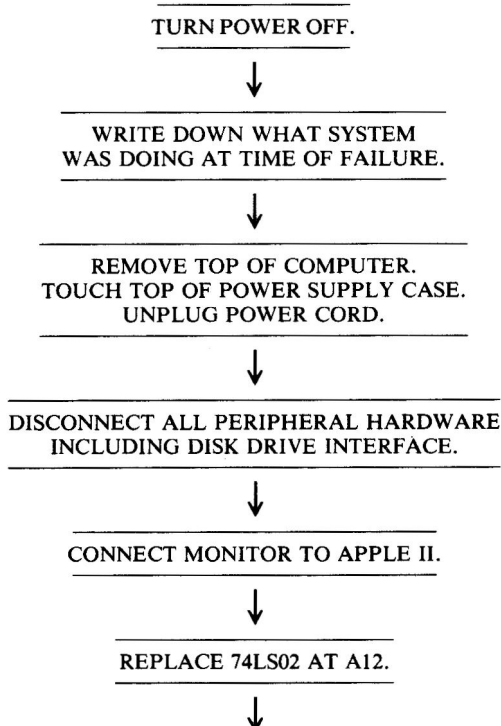 TURN POWER OFF.
WRITE DOWN WHAT SYSTEM
WAS DOING AT TIME OF FAILURE.
REMOVE TOP OF COMPUTER.
TOUCH TOP OF POWER SUPPLY CASE.
UNPLUG POWER CORD.
DISCONNECT ALL PERIPHERAL HARDWARE
INCLUDING DISK DRIVE INTERFACE.
CONNECT MONITOR TO APPLE II.
REPLACE 74LS02 AT A12.